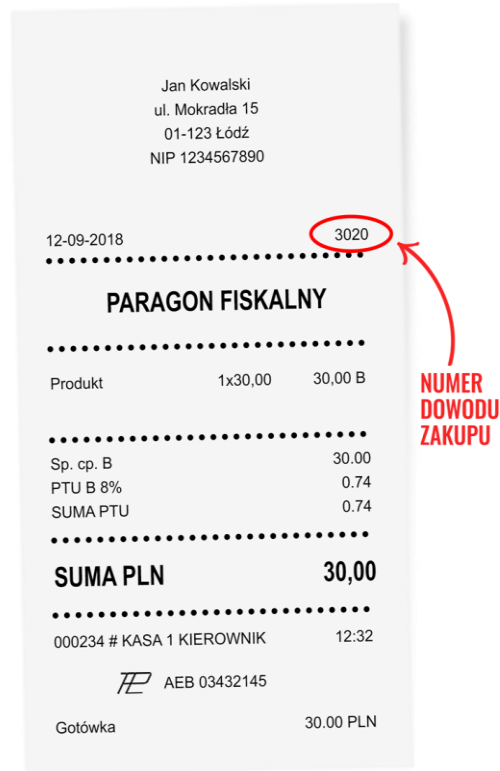 Jan Kowalski
ul. Mokradła 15
01-123 Łódź
NIP 1234567890
12-09-2018 3020
PARAGON FISKALNY
Produkt 1x30,00 30,00 B
Sp. cp. B 30.00
PTU B 8% 0.74
SUMA PTU 0.74
SUMA PLN 30,00
000234 # KASA 1 KIEROWNIK 12:32
AEB 03432145
Gotówka 30.00 PLN
NUMER
DOWODU
ZAKUPU